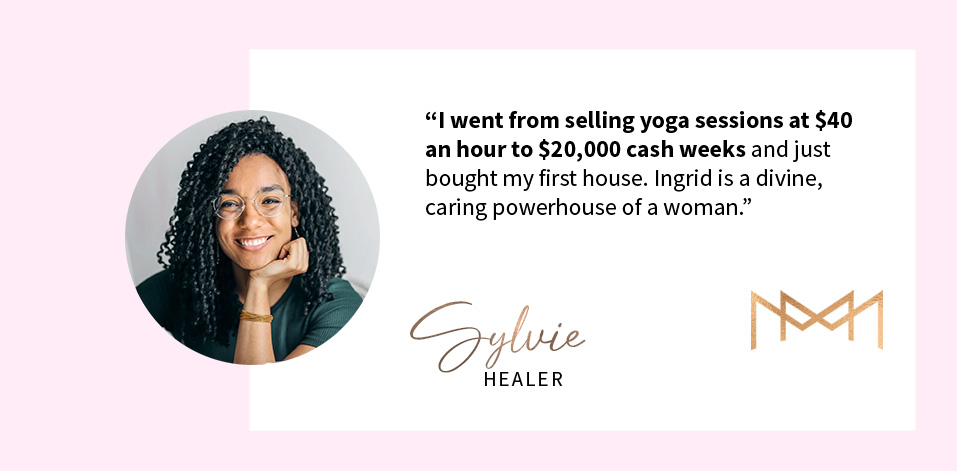 “I went from selling yoga sessions at $40
an hour to $20,000 cash weeks and just
bought my first house. Ingrid is a divine,
caring powerhouse of a woman.”
Sylvie
HEALER